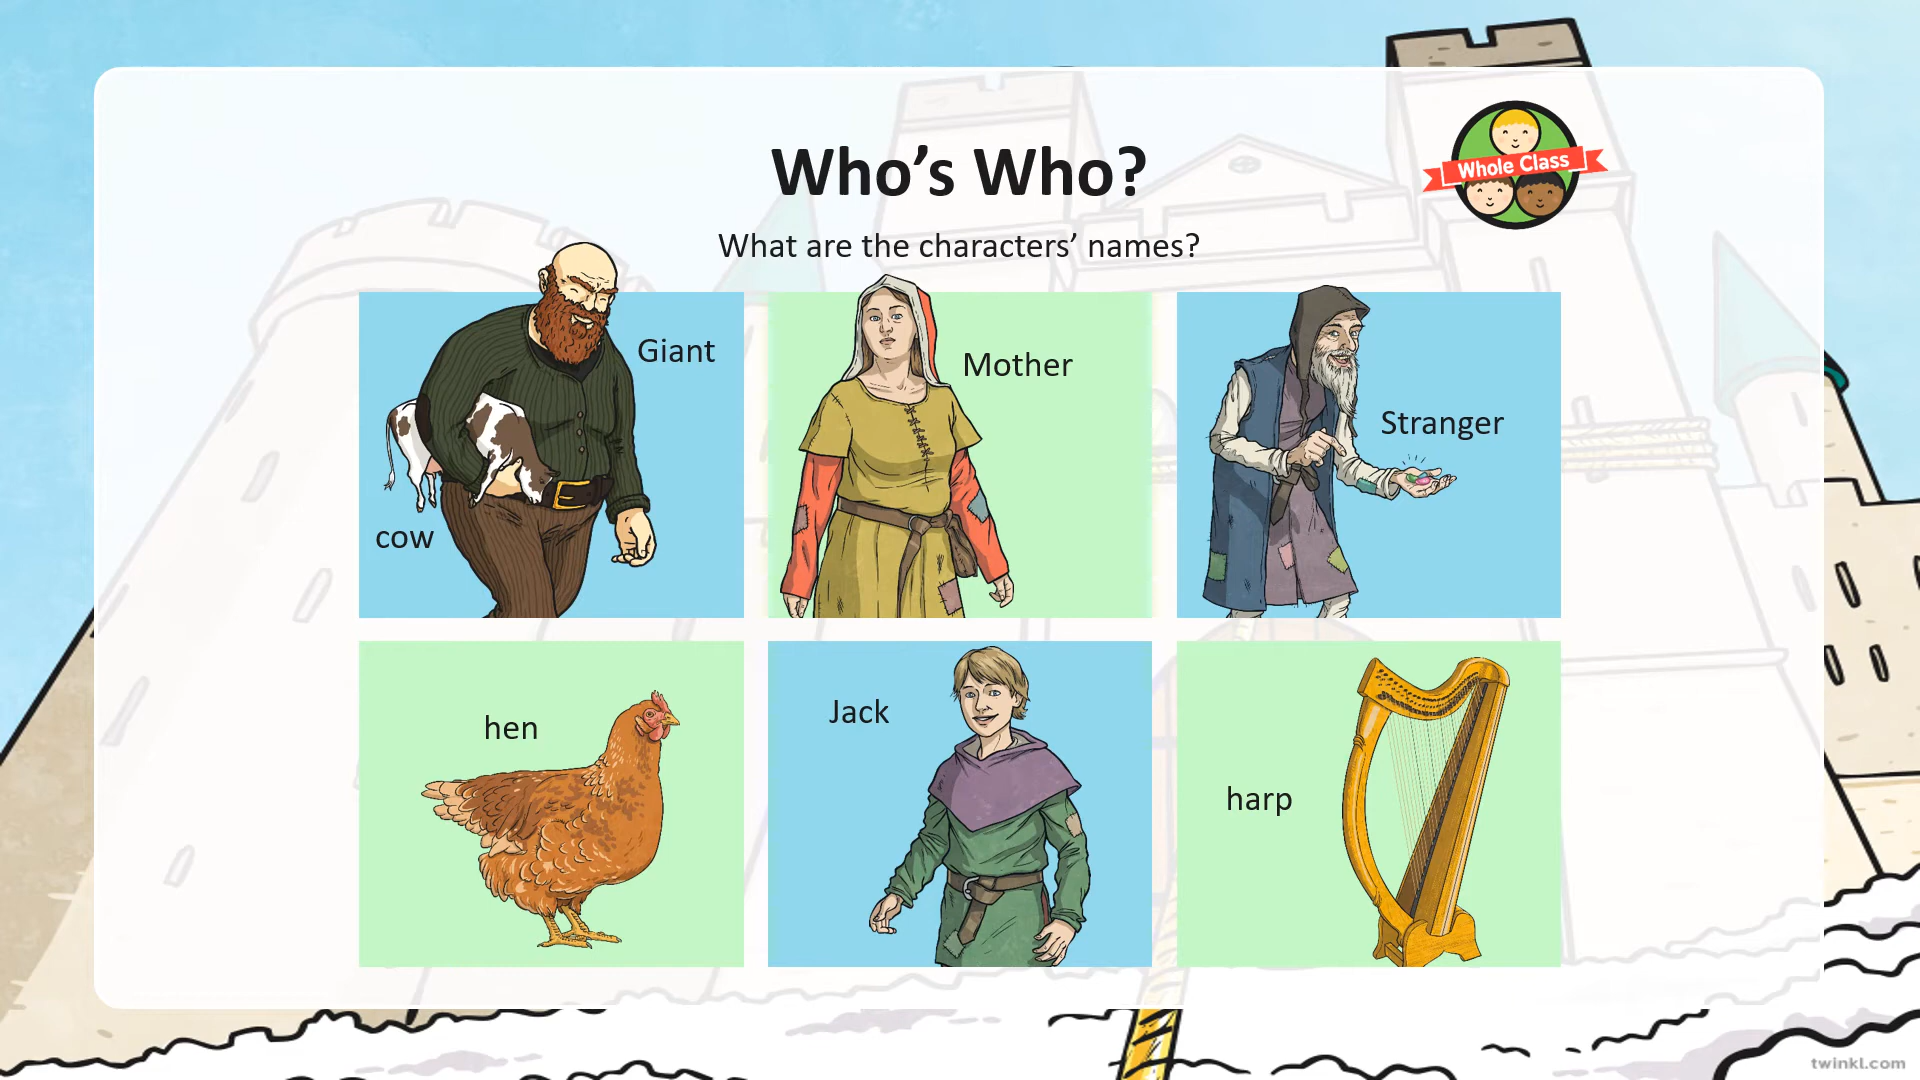 Who’s Who?
Whole Class
What are the characters’ names?
Giant
cow
Mother
Stranger
hen
Jack
harp
twinkl.com